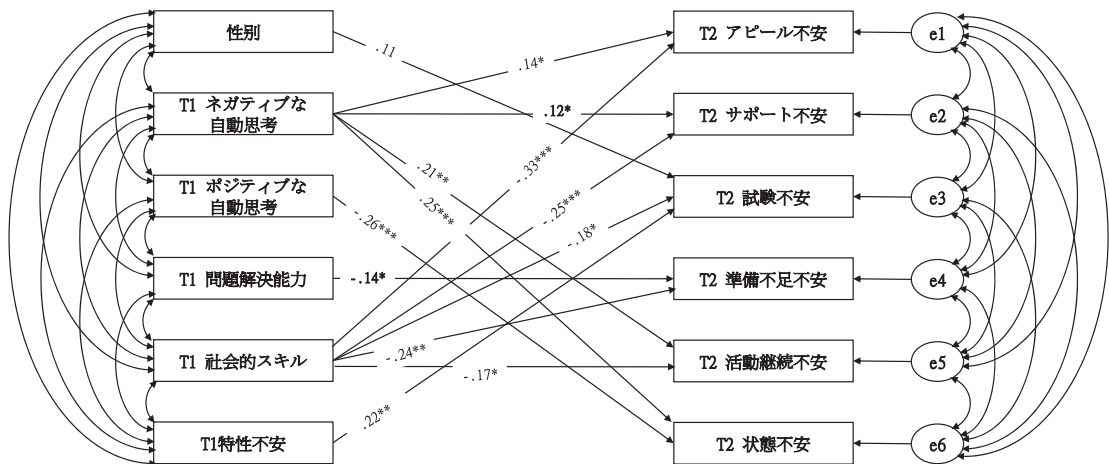 性別
T1 ネガティブな
自動思考
T1 ポジティブな
自動思考
T1 問題解決能力
T1 社会的スキル
T1特性不安
.11
.14*
.12*
-.33***
.21**
.25***
-.25***
-.26***
-.18*
-.14*
-.24**
-.17*
.22**
T2 アピール不安
T2 サポート不安
T2 試験不安
T2 準備不足不安
T2 活動継続不安
T2 状態不安
e1
e2
e3
e4
e5
e6